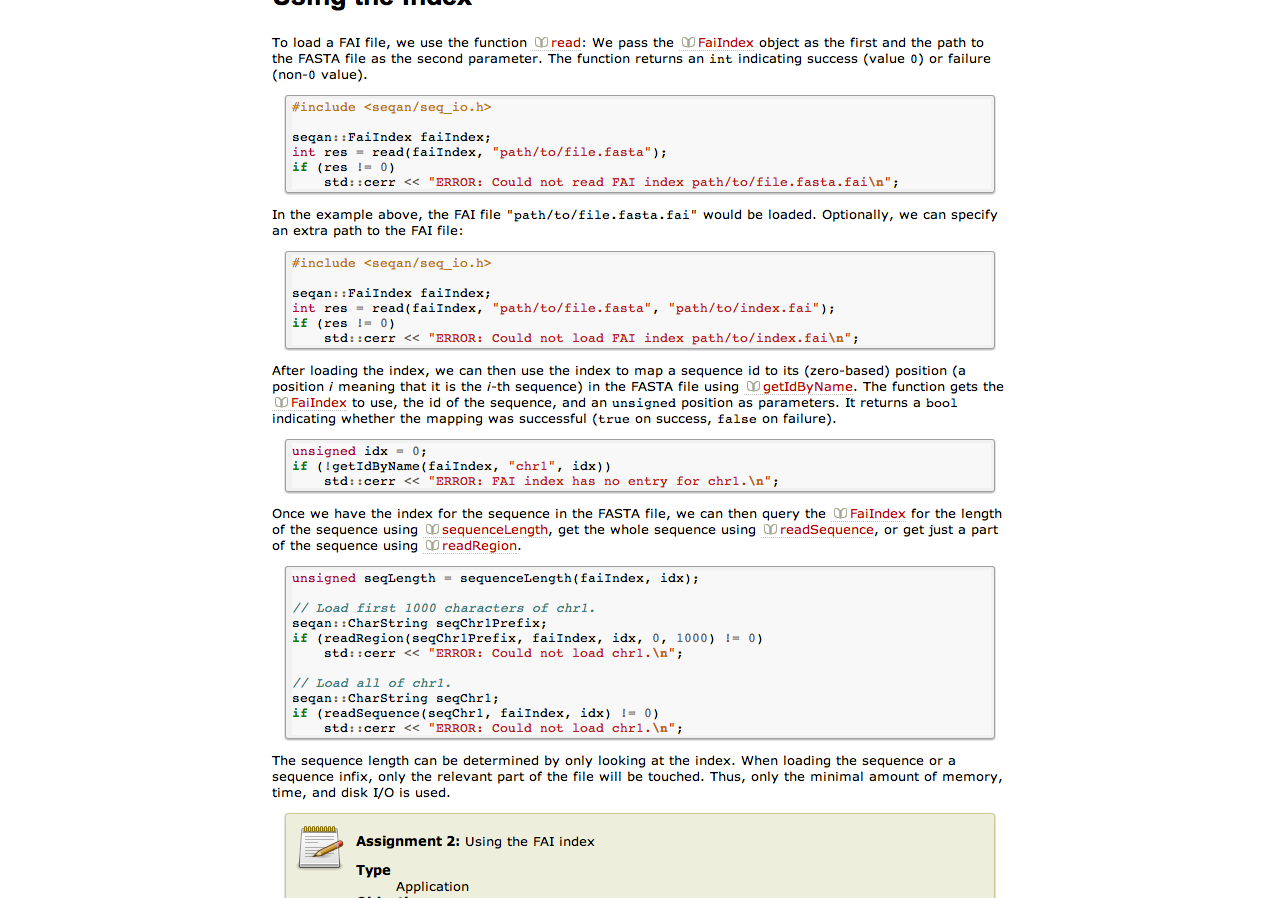 Using the Index
To load a FAI file, we use the function read: We pass the FaiIndex object as the first and the path to
the FASTA file as the second parameter. The function returns an int indicating success (value 0) or failure
(non-0 value).
#include <seqan/seq_io.h>
seqan::FaiIndex faiIndex;
int res = read(faiIndex, "path/to/file.fasta");
if (res != 0)
    std::cerr << "ERROR: Could not read FAI index path/to/file.fasta.fai\n";
In the example above, the FAI file "path/to/file.fasta.fai" would be loaded. Optionally, we can specify
an extra path to the FAI file:
#include <seqan/seq_io.h>
seqan::FaiIndex faiIndex;
int res = read(faiIndex, "path/to/file.fasta", "path/to/index.fai");
if (res != 0)
    std::cerr << "ERROR: Could not load FAI index path/to/index.fai\n";
After loading the index, we can then use the index to map a sequence id to its (zero-based) position (a
position i meaning that it is the i-th sequence) in the FASTA file using getIdByName. The function gets the
FaiIndex to use, the id of the sequence, and an unsigned position as parameters. It returns a bool
indicating whether the mapping was successful (true on success, false on failure).
unsigned idx = 0;
if (!getIdByName(faiIndex, "chr1", idx))
    std::cerr << "ERROR: FAI index has no entry for chr1.\n";
Once we have the index for the sequence in the FASTA file, we can then query the FaiIndex for the length
of the sequence using sequenceLength, get the whole sequence using readSequence, or get just a part
of the sequence using readRegion.
unsigned seqLength = sequenceLength(faiIndex, idx);
// Load first 1000 characters of chr1.
seqan::CharString seqChr1Prefix;
if (readRegion(seqChr1Prefix, faiIndex, idx, 0, 1000) != 0)
    std::cerr << "ERROR: Could not load chr1.\n";
// Load all of chr1.
seqan::CharString seqChr1;
if (readSequence(seqChr1, faiIndex, idx) != 0)
    std::cerr << "ERROR: Could not load chr1.\n";
The sequence length can be determined by only looking at the index. When loading the sequence or a
sequence infix, only the relevant part of the file will be touched. Thus, only the minimal amount of memory,
time, and disk I/O is used.
Assignment 2: Using the FAI index
Type
Application